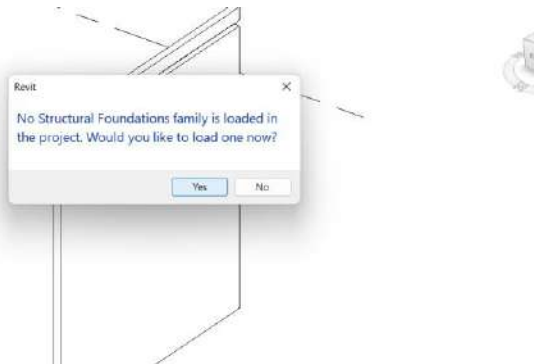 Revit
No Structural Foundations family is loaded in
the project. Would you like to load one now?
Yes
No